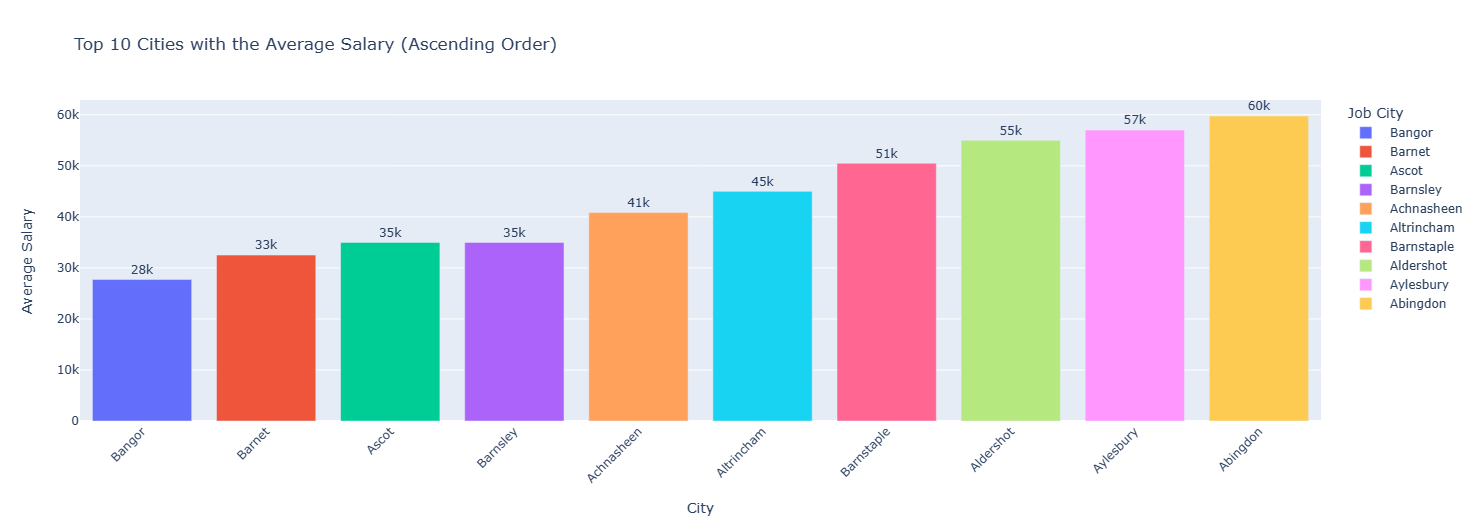 Top 10 Cities with the Average Salary (Ascending Order)
Average Salary
60k
50k
40k
30k
20k
10k
0
28k
33k
35k
35k
41k
45k
51k
55k
57k
60k
Bangor
Barnet
Ascot
Barnsley
Achnasheen
Altrincham
Barnstaple
Aldershot
Aylesbury
Abingdon
City
Job City
Bangor
Barnet
Ascot
Barnsley
Achnasheen
Altrincham
Barnstaple
Aldershot
Aylesbury
Abingdon